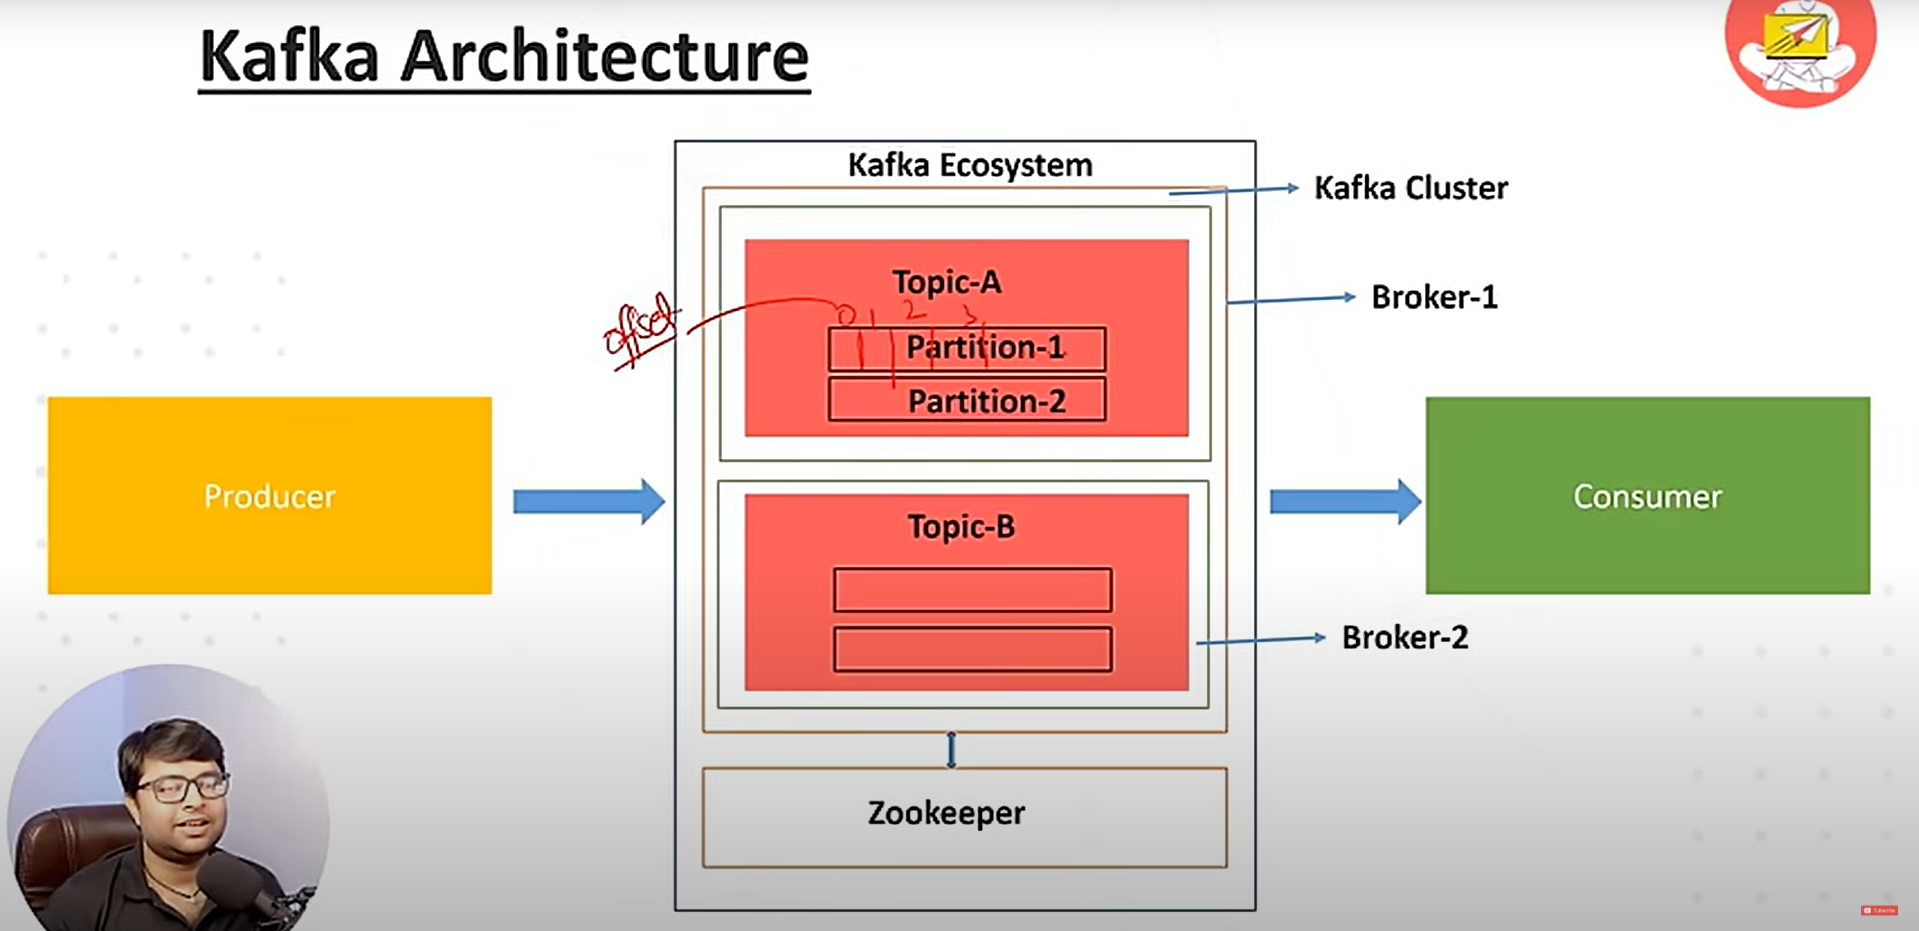 Kafka Architecture
Kafka Ecosystem
Kafka Cluster
Topic-A
Broker-1
offset
0 1 2 3
Partition-1
Partition-2
Producer
Consumer
Topic-B
Broker-2
Zookeeper